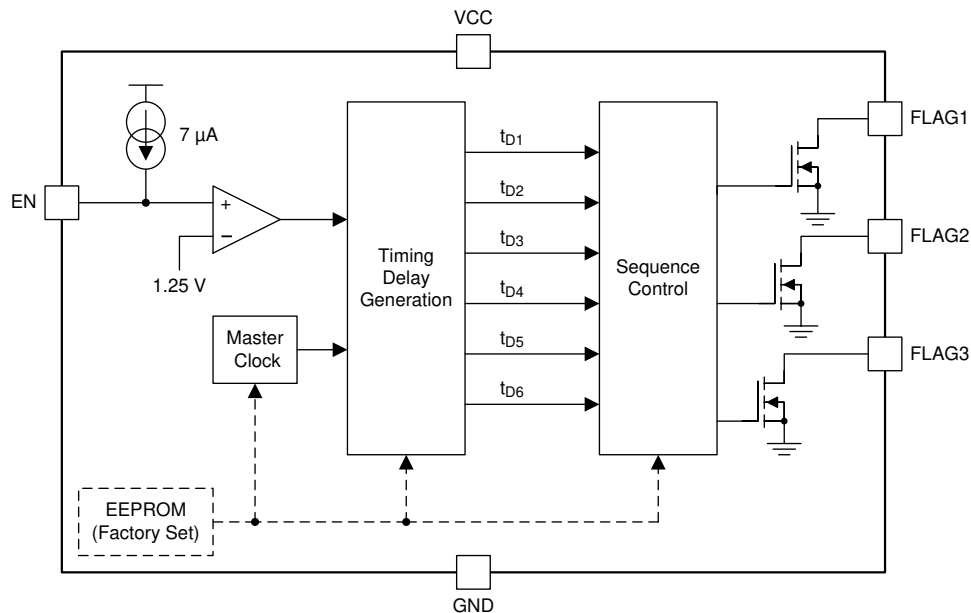 VCC
FLAG1
7 µA
tD1
EN
+
tD2
−
FLAG2
tD3
Timing
Delay
Generation
Sequence
Control
1.25 V
tD4
Master
Clock
tD5
FLAG3
tD6
EEPROM
(Factory Set)
GND